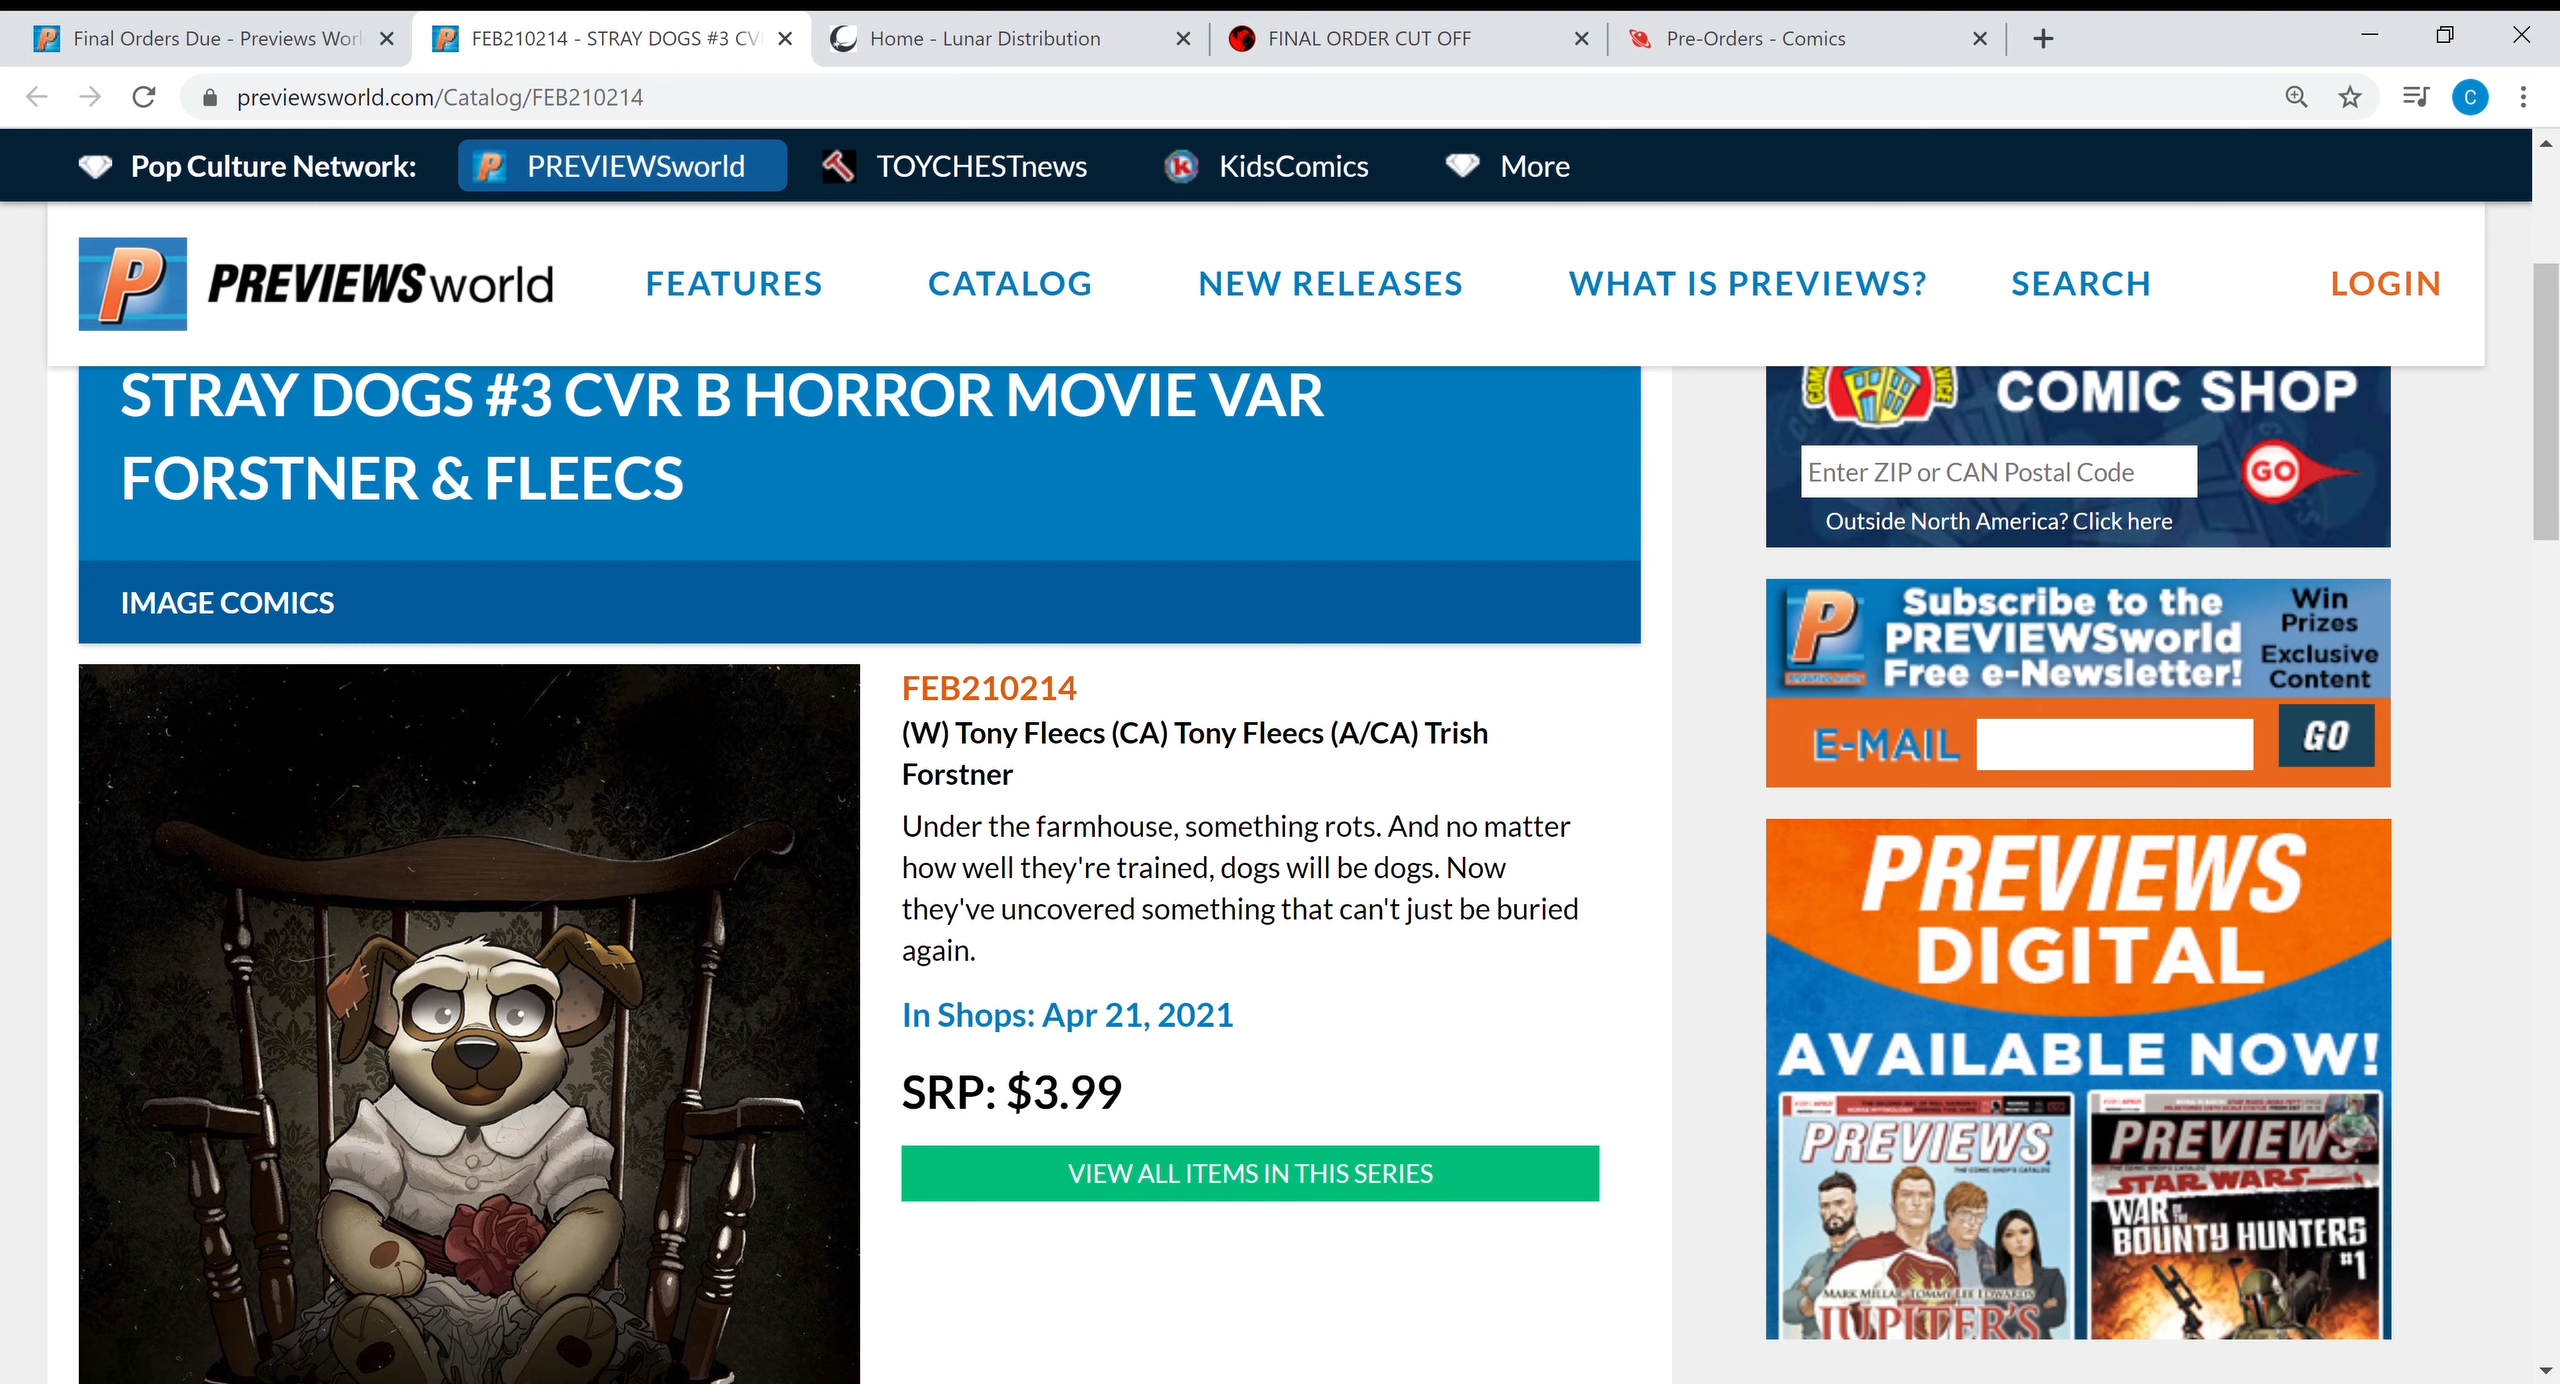 Final Orders Due - Previews Worl
FEB210214 - STRAY DOGS #3 CV
Home - Lunar Distribution
FINAL ORDER CUT OFF
Pre-Orders - Comics
previewsworld.com/Catalog/FEB210214
C
Pop Culture Network:
PREVIEWSworld
TOYCHESTnews
KidsComics
More
P PREVIEWSworld
FEATURES
CATALOG
NEW RELEASES
WHAT IS PREVIEWS?
SEARCH
LOGIN
STRAY DOGS #3 CVR B HORROR MOVIE VAR
FORSTNER & FLEECS
IMAGE COMICS
FEB210214
(W) Tony Fleecs (CA) Tony Fleecs (A/CA) Trish
Forstner
Under the farmhouse, something rots. And no matter
how well they're trained, dogs will be dogs. Now
they've uncovered something that can't just be buried
again.
In Shops: Apr 21, 2021
SRP: $3.99
VIEW ALL ITEMS IN THIS SERIES
COMIC SHOP
Enter ZIP or CAN Postal Code
GO
Outside North America? Click here
P
Subscribe to the
PREVIEWSworld
Free e-Newsletter!
Win
Prizes
Exclusive
Content
E-MAIL
GO
PREVIEWS
DIGITAL
AVAILABLE NOW!
PREVIEWS
MARK MILLAR TOMMY LEE EDWARDS
JUPITER'S
PREVIEWS
STAR WARS
WAR OF THE
BOUNTY HUNTERS
#1